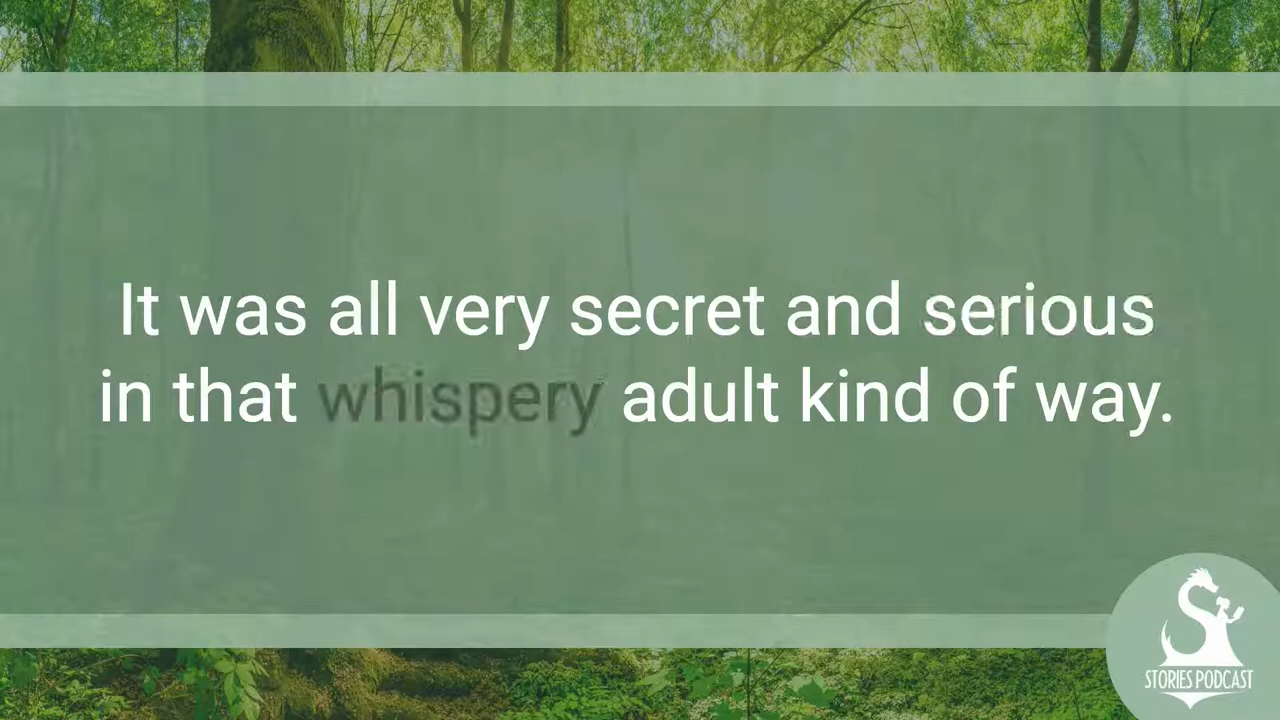 It was all very secret and serious
in that whispery adult kind of way.
STORIES PODCAST